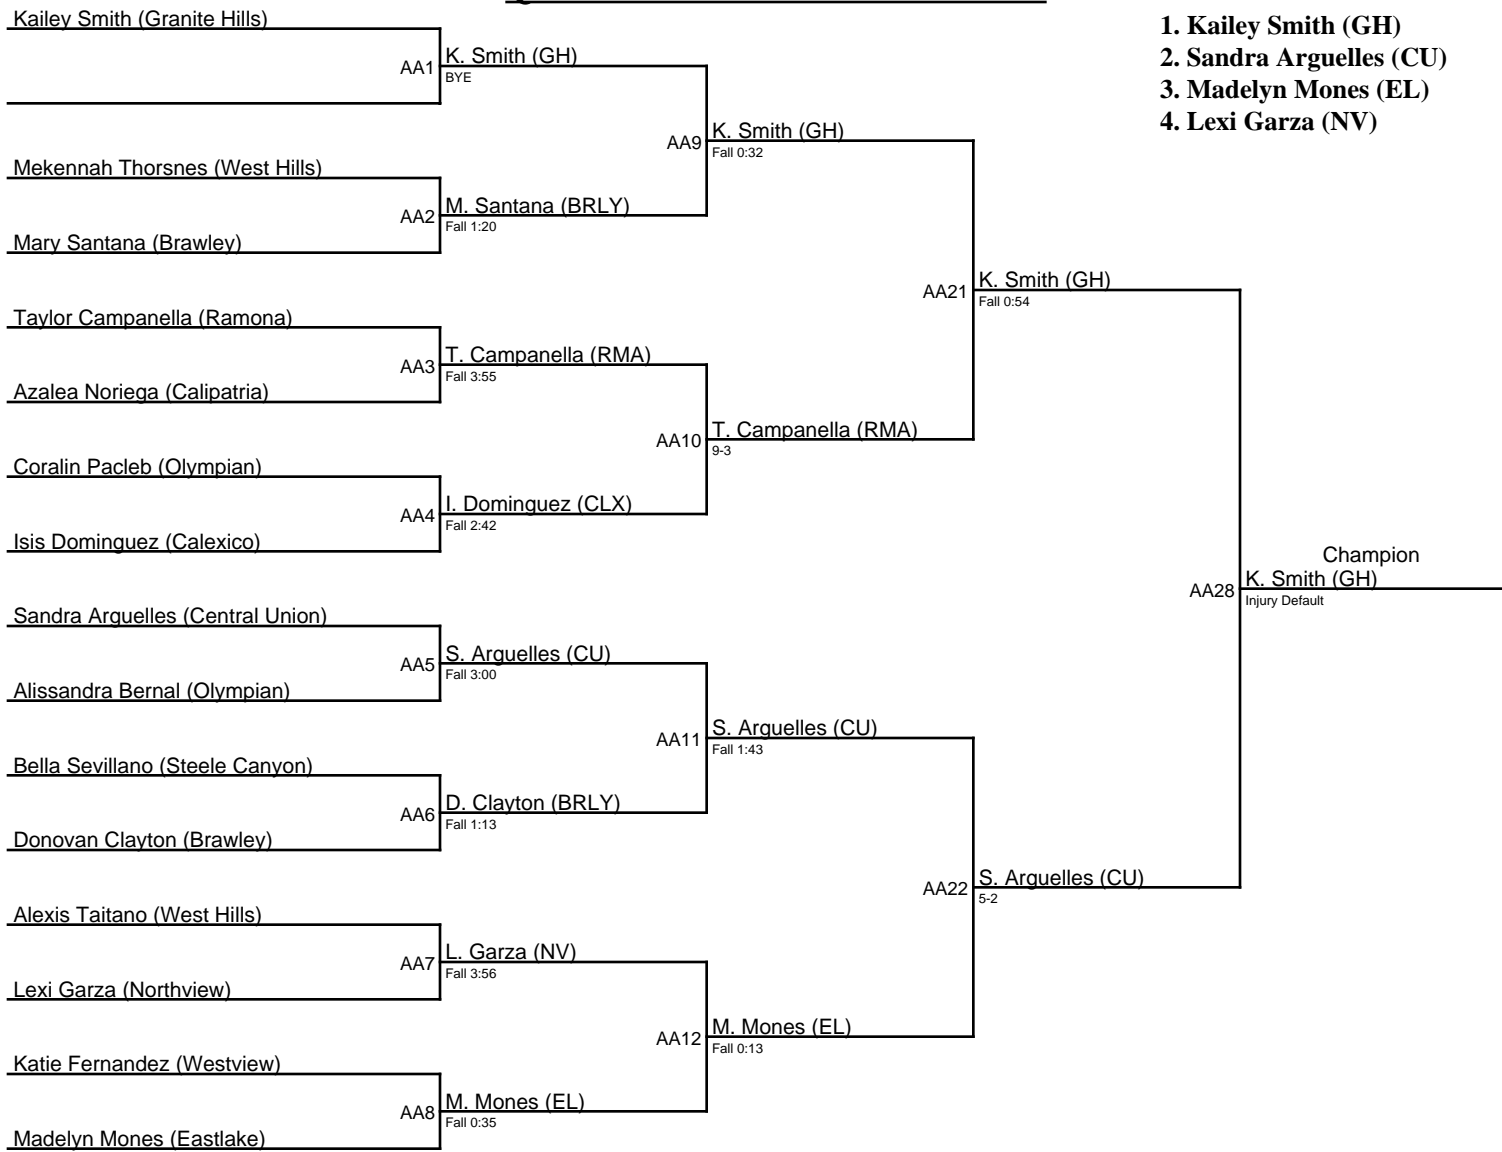 Kailey Smith (Granite Hills)
AA1
K. Smith (GH)
BYE
Mekennah Thorsnes (West Hills)
AA2
M. Santana (BRLY)
Fall 1:20
Mary Santana (Brawley)
AA9
K. Smith (GH)
Fall 0:32
Taylor Campanella (Ramona)
AA3
T. Campanella (RMA)
Fall 3:55
Azalea Noriega (Calipatria)
AA10
T. Campanella (RMA)
9-3
Coralin Pacleb (Olympian)
AA4
I. Dominguez (CLX)
Fall 2:42
Isis Dominguez (Calexico)
AA21
K. Smith (GH)
Fall 0:54
Sandra Arguelles (Central Union)
AA5
S. Arguelles (CU)
Fall 3:00
Alissandra Bernal (Olympian)
AA11
S. Arguelles (CU)
Fall 1:43
Bella Sevillano (Steele Canyon)
AA6
D. Clayton (BRLY)
Fall 1:13
Donovan Clayton (Brawley)
AA22
S. Arguelles (CU)
5-2
Alexis Taitano (West Hills)
AA7
L. Garza (NV)
Fall 3:56
Lexi Garza (Northview)
AA12
M. Mones (EL)
Fall 0:13
Katie Fernandez (Westview)
AA8
M. Mones (EL)
Fall 0:35
Madelyn Mones (Eastlake)
Champion
AA28
K. Smith (GH)
Injury Default
1. Kailey Smith (GH)
2. Sandra Arguelles (CU)
3. Madelyn Mones (EL)
4. Lexi Garza (NV)